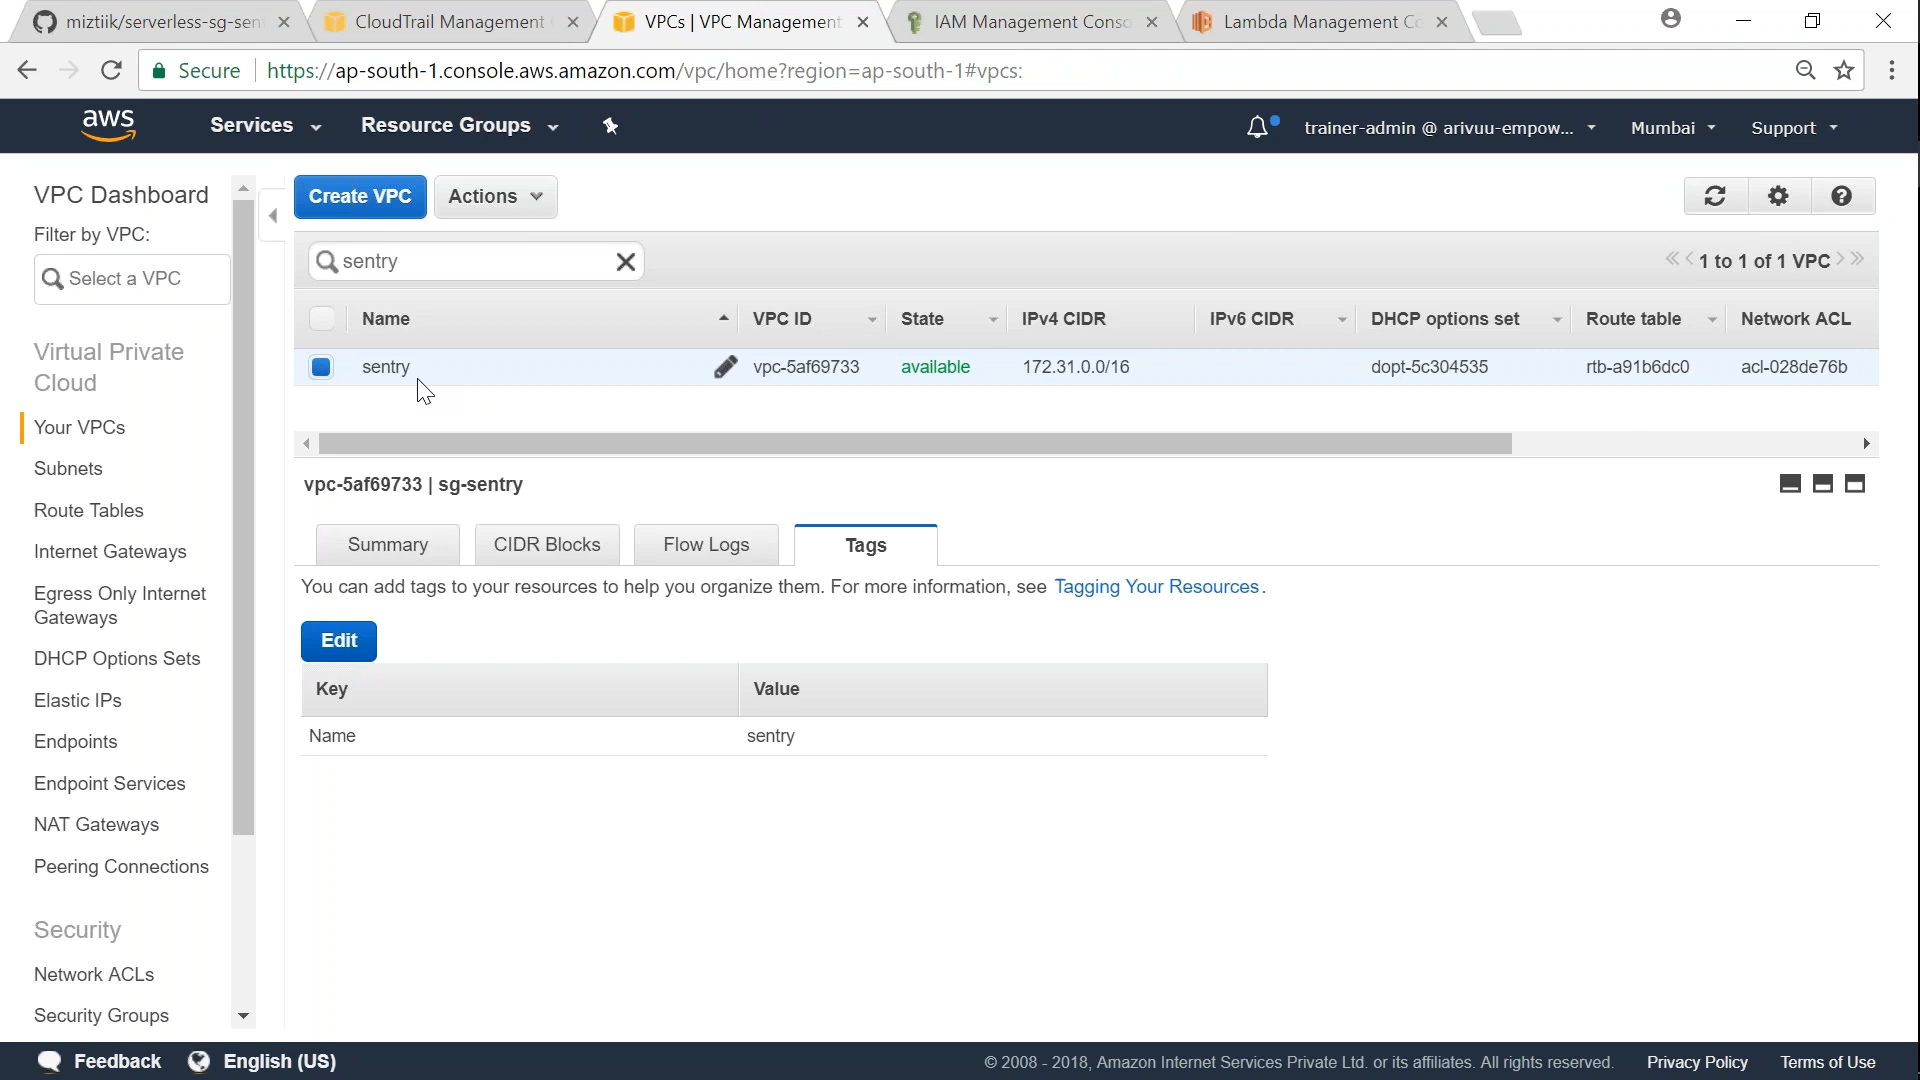 miztiik/serverless-sg-sen
CloudTrail Management
VPCs | VPC Management
IAM Management Conso
Lambda Management Co
Secure
https://ap-south-1.console.aws.amazon.com/vpc/home?region=ap-south-1#vpcs:
aws
Services
Resource Groups
trainer-admin @ arivuu-empow...
Mumbai
Support
VPC Dashboard
Filter by VPC:
Select a VPC
Virtual Private
Cloud
Your VPCs
Subnets
Route Tables
Internet Gateways
Egress Only Internet
Gateways
DHCP Options Sets
Elastic IPs
Endpoints
Endpoint Services
NAT Gateways
Peering Connections
Security
Network ACLs
Security Groups
Create VPC
Actions
sentry
1 to 1 of 1 VPC
Name VPC ID State IPv4 CIDR IPv6 CIDR DHCP options set Route table Network ACL
sentry vpc-5af69733 available 172.31.0.0/16 dopt-5c304535 rtb-a91b6dc0 acl-028de76b
vpc-5af69733 | sg-sentry
Summary
CIDR Blocks
Flow Logs
Tags
You can add tags to your resources to help you organize them. For more information, see Tagging Your Resources.
Edit
Key Value
Name sentry
Feedback
English (US)
© 2008 - 2018, Amazon Internet Services Private Ltd. or its affiliates. All rights reserved.
Privacy Policy
Terms of Use